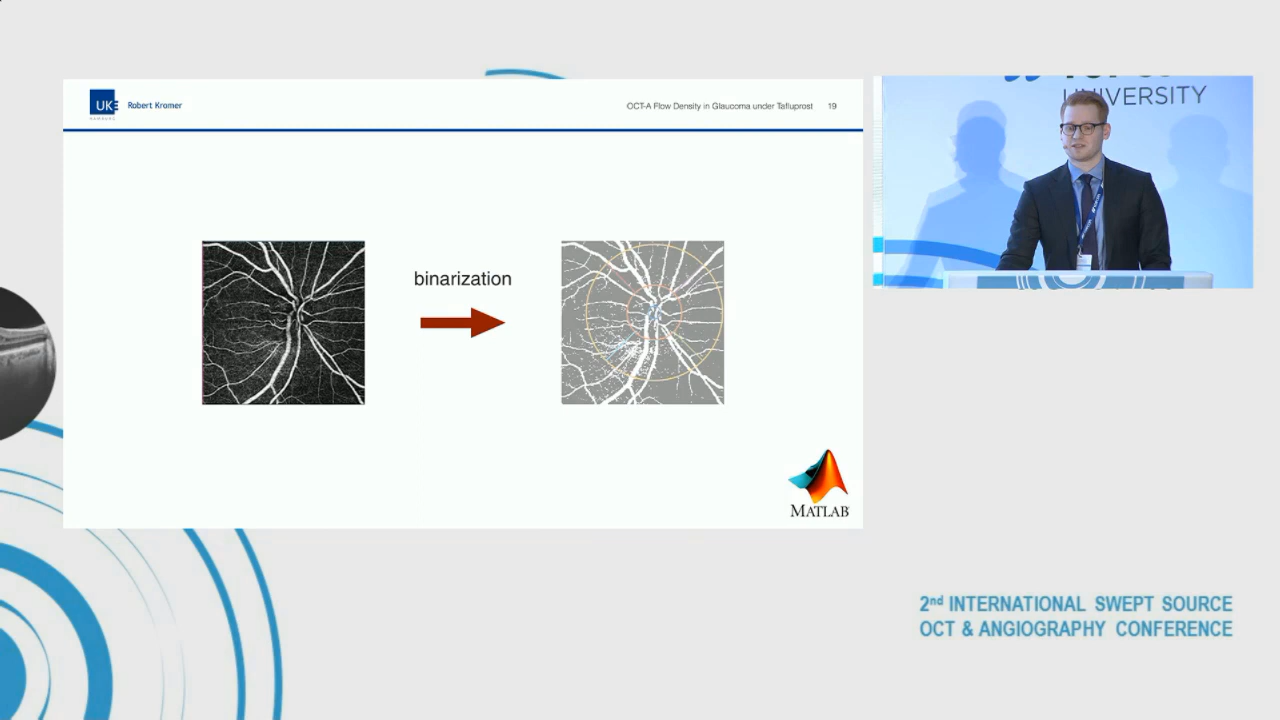 UKE
HAMBURG
Robert Kromer
OCT-A Flow Density in Glaucoma under Tafluprost 19
binarization
MATLAB
UNIVERSITY
2nd INTERNATIONAL SWEPT SOURCE
OCT & ANGIOGRAPHY CONFERENCE